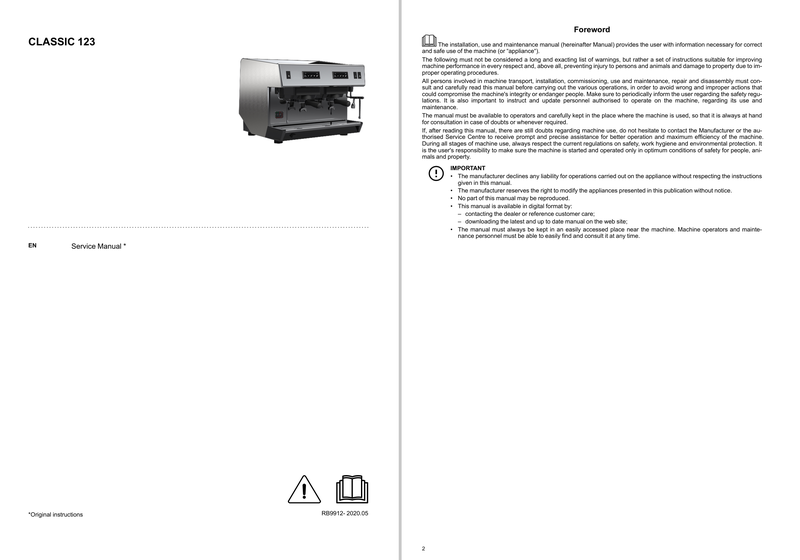 CLASSIC 123
EN
Service Manual *
*Original instructions
RB9912- 2020.05
Foreword
The installation, use and maintenance manual (hereinafter Manual) provides the user with information necessary for correct
and safe use of the machine (or "appliance").
The following must not be considered a long and exacting list of warnings, but rather a set of instructions suitable for improving
machine performance in every respect and, above all, preventing injury to persons and animals and damage to property due to im-
proper operating procedures.
All persons involved in machine transport, installation, commissioning, use and maintenance, repair and disassembly must con-
sult and carefully read this manual before carrying out the various operations, in order to avoid wrong and improper actions that
could compromise the machine's integrity or endanger people. Make sure to periodically inform the user regarding the safety regu-
lations. It is also important to instruct and update personnel authorised to operate on the machine, regarding its use and
maintenance.
The manual must be available to operators and carefully kept in the place where the machine is used, so that it is always at hand
for consultation in case of doubts or whenever required.
If, after reading this manual, there are still doubts regarding machine use, do not hesitate to contact the Manufacturer or the au-
thorised Service Centre to receive prompt and precise assistance for better operation and maximum efficiency of the machine.
During all stages of machine use, always respect the current regulations on safety, work hygiene and environmental protection. It
is the user's responsibility to make sure the machine is started and operated only in optimum conditions of safety for people, ani-
mals and property.
IMPORTANT
• The manufacturer declines any liability for operations carried out on the appliance without respecting the instructions
given in this manual.
• The manufacturer reserves the right to modify the appliances presented in this publication without notice.
• No part of this manual may be reproduced.
• This manual is available in digital format by:
– contacting the dealer or reference customer care;
– downloading the latest and up to date manual on the web site;
• The manual must always be kept in an easily accessed place near the machine. Machine operators and mainte-
nance personnel must be able to easily find and consult it at any time.
2